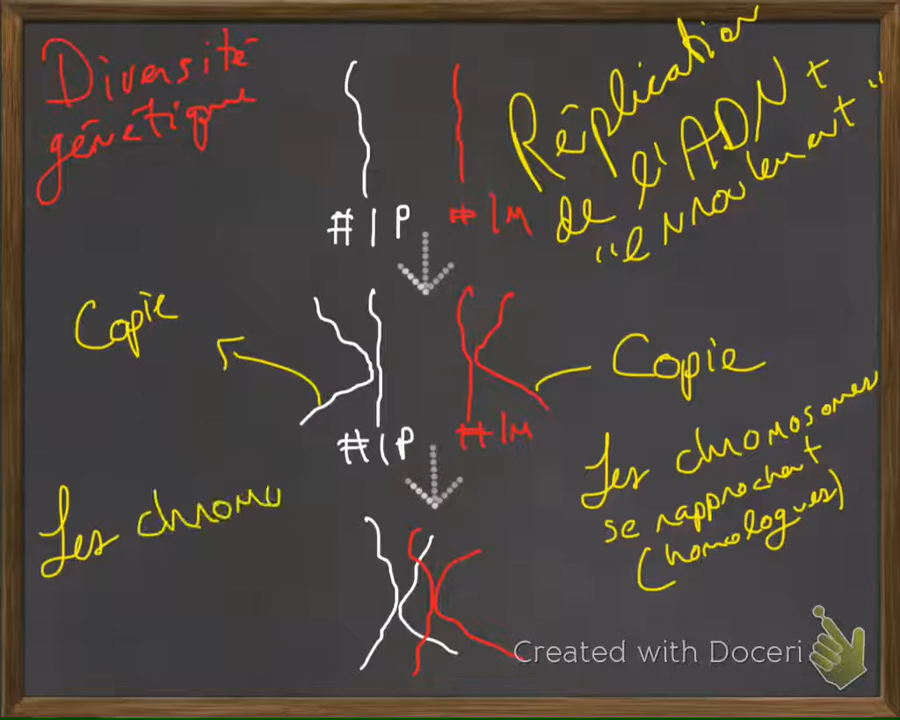 Diversité
génétique
Réplication
de l'ADN +
"enroulement"
#1P
#1M
Copie
Copie
#1P
#1M
Les chromosomes
se rapprochent
(homologues)
Les chromo
Created with Doceri